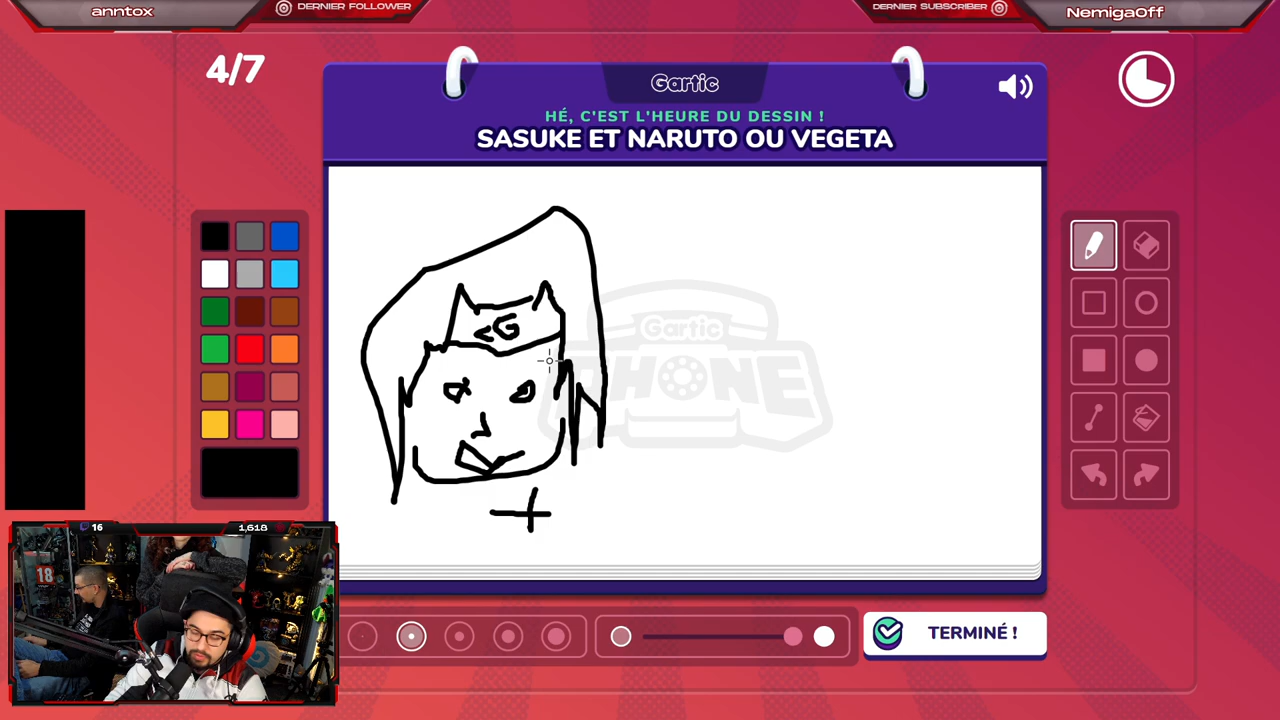 anntox
DERNIER FOLLOWER
DERNIER SUBSCRIBER
NemigaOff
4/7
Gartic
HÉ, C'EST L'HEURE DU DESSIN !
SASUKE ET NARUTO OU VEGETA
Gartic
PHONE
16
1,618
18
TERMINÉ !